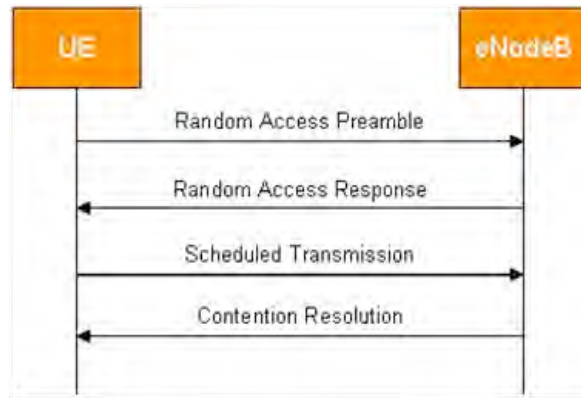 UE
eNodeB
Random Access Preamble
Random Access Response
Scheduled Transmission
Contention Resolution